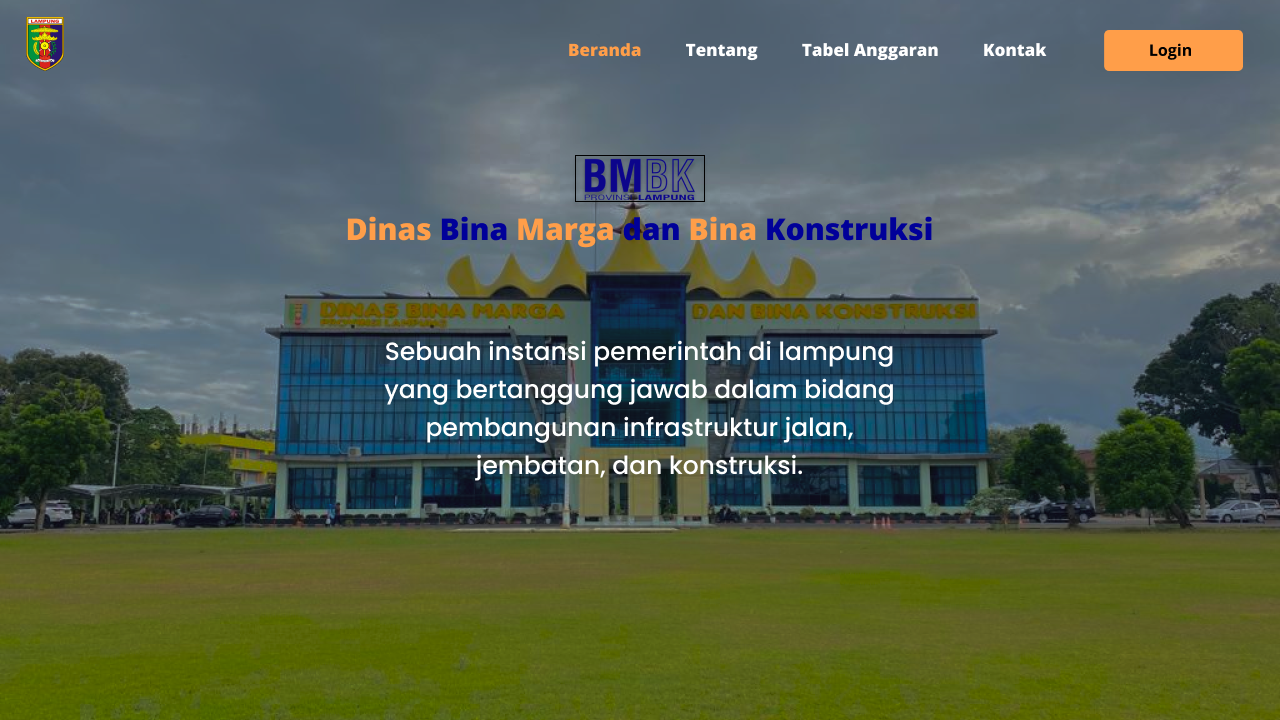 LAMPUNG
Beranda
Tentang
Tabel Anggaran
Kontak
Login
BMBK
PROVINSI LAMPUNG
Dinas Bina Marga dan Bina Konstruksi
DINAS BINA MARGA DAN BINA KONSTRUKSI
PROVINSI LAMPUNG
Sebuah instansi pemerintah di lampung
yang bertanggung jawab dalam bidang
pembangunan infrastruktur jalan,
jembatan, dan konstruksi.